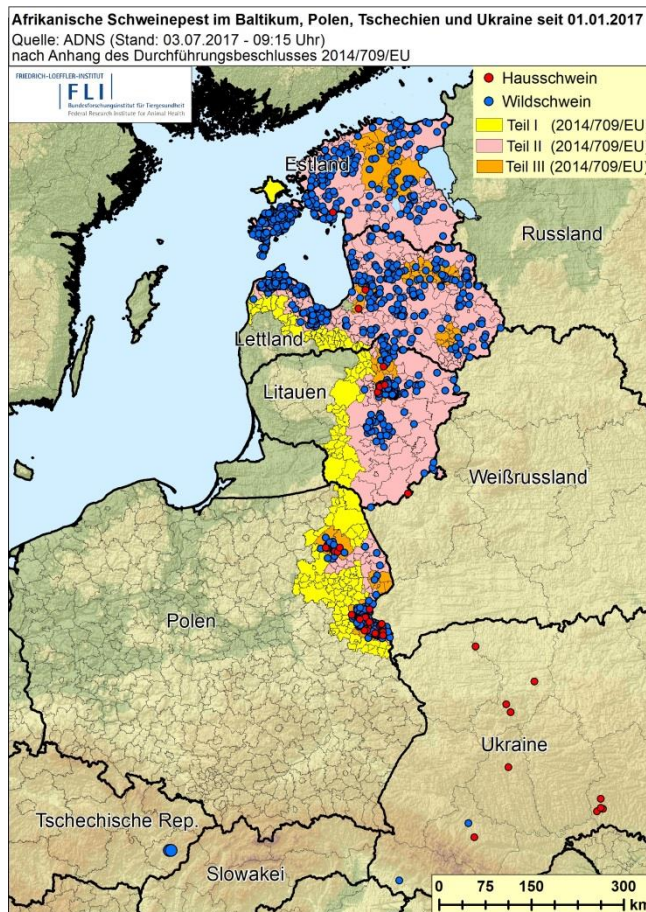 Afrikanische Schweinepest im Baltikum, Polen, Tschechien und Ukraine seit 01.01.2017
Quelle: ADNS (Stand: 03.07.2017 - 09:15 Uhr)
nach Anhang des Durchführungsbeschlusses 2014/709/EU
FRIEDRICH-LOEFFLER-INSTITUT
FLI
Bundesforschungsinstitut für Tiergesundheit
Federal Research Institute for Animal Health
Hausschwein
Wildschwein
Teil I (2014/709/EU)
Teil II (2014/709/EU)
Teil III (2014/709/EU)
Estland
Russland
Lettland
Litauen
Weißrussland
Polen
Ukraine
Tschechische Rep.
Slowakei
0 75 150 300
km